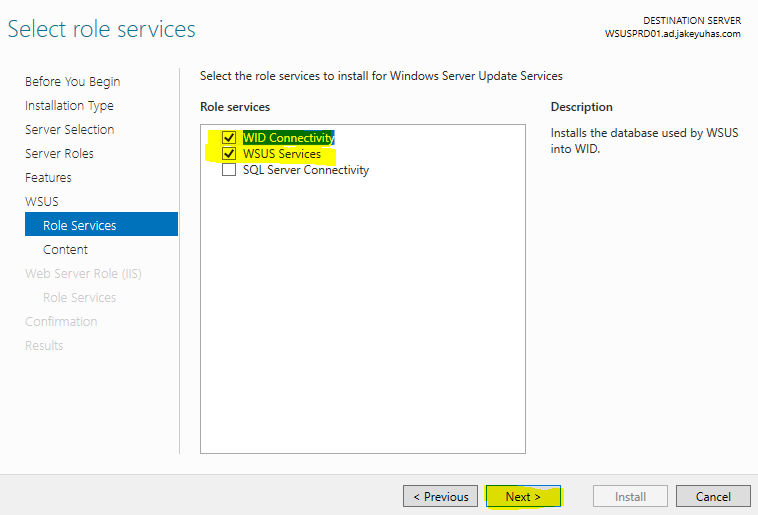 Select role services
DESTINATION SERVER
WSUSPRD01.ad.jakeyuhas.com
Before You Begin
Installation Type
Server Selection
Server Roles
Features
WSUS
Role Services
Content
Web Server Role (IIS)
Role Services
Confirmation
Results
Select the role services to install for Windows Server Update Services
Role services
WID Connectivity
WSUS Services
SQL Server Connectivity
Description
Installs the database used by WSUS
into WID.
< Previous
Next >
Install
Cancel